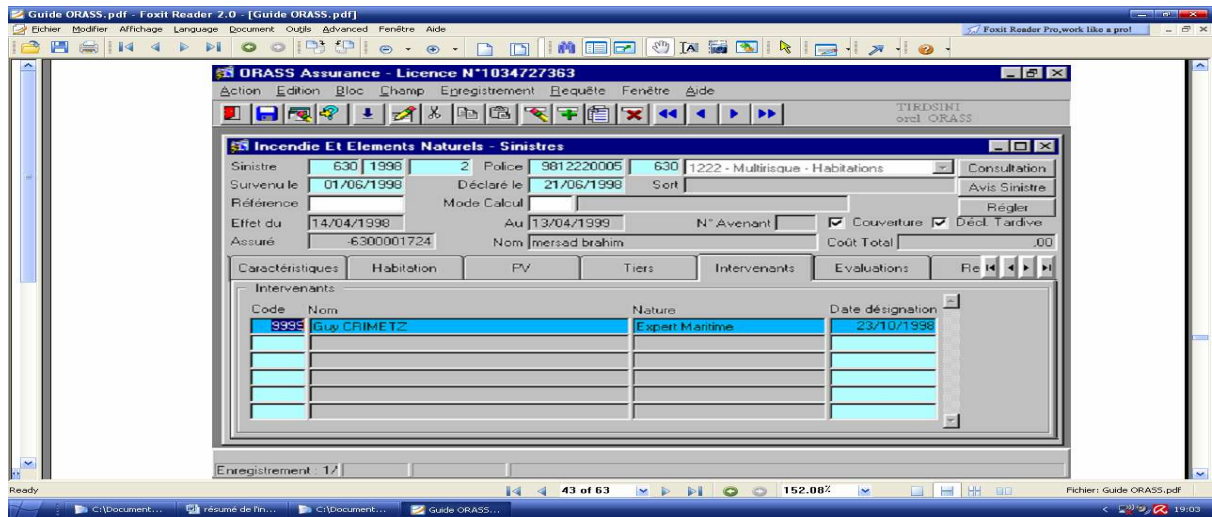 Guide ORASS.pdf - Foxit Reader 2.0 - [Guide ORASS.pdf]
Fichier Modifier Affichage Language Document Outils Advanced Fenêtre Aide
Foxit Reader Pro,work like a pro!
ORASS Assurance - Licence N°1034727363
Action Edition Bloc Champ Enregistrement Requête Fenêtre Aide
TIRDSINI
orcl ORASS
Incendie Et Elements Naturels - Sinistres
Sinistre 630 1998 2 Police 9812220005 630 1222 - Multirisque - Habitations Consultation
Survenu le 01/06/1998 Déclaré le 21/06/1998 Sort Avis Sinistre
Référence Mode Calcul Régler
Effet du 14/04/1998 Au 13/04/1999 N° Avenant Couverture Décl. Tardive
Assuré -6300001724 Nom mersad brahim Coût Total .00
Caractéristiques Habitation PV Tiers Intervenants Evaluations Re
Intervenants
Code Nom Nature Date désignation
9999 Guy CRIMETZ Expert Maritime 23/10/1998
Enregistrement : 1/
Ready 43 of 63 152.08% Fichier: Guide ORASS.pdf
C:\Document... résumé de fin... C:\Document... Guide ORASS... 19:03